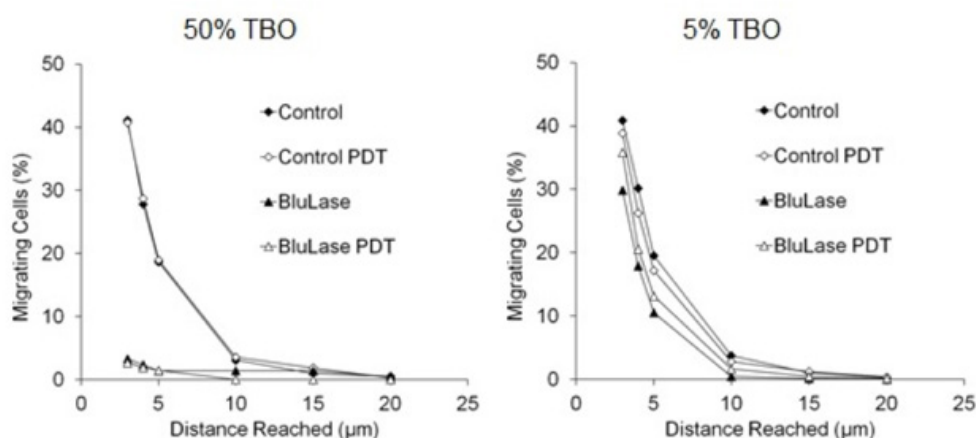 50% TBO
50
40
30
20
10
0
Migrating Cells (%)
Control
Control PDT
BluLase
BluLase PDT
0 5 10 15 20 25
Distance Reached (µm)
5% TBO
50
40
30
20
10
0
Migrating Cells (%)
Control
Control PDT
BluLase
BluLase PDT
0 5 10 15 20 25
Distance Reached (µm)